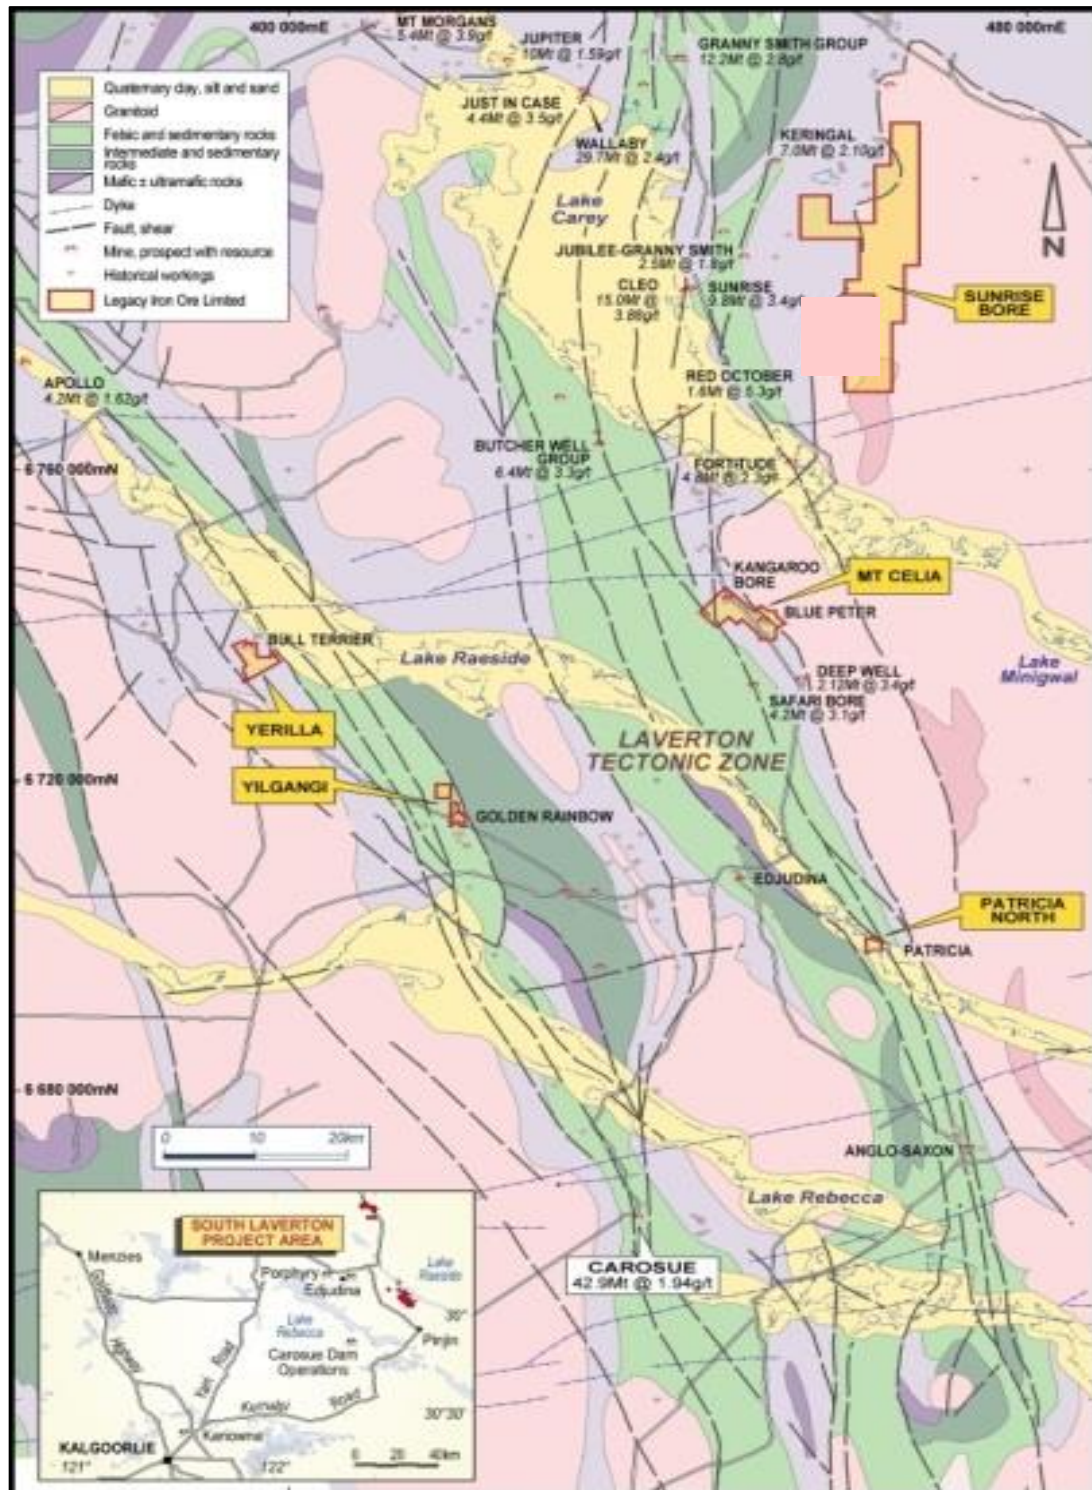 400 000mE
480 000mE
MT MORGANS
5.4Mt @ 3.9g/t
JUPITER
10Mt @ 1.59g/t
GRANNY SMITH GROUP
12.2Mt @ 2.8g/t
Quaternary clay, silt and sand
Granitoid
Felsic and sedimentary rocks
Intermediate and sedimentary
rocks
Mafic ± ultramafic rocks
Dyke
Fault, shear
Mine, prospect with resource
Historical workings
Legacy Iron Ore Limited
JUST IN CASE
4.4Mt @ 3.5g/t
WALLABY
29.7Mt @ 2.4g/t
KERINGAL
7.0Mt @ 2.10g/t
Lake
Carey
N
JUBILEE-GRANNY SMITH
2.5Mt @ 1.8g/t
CLEO
15.0Mt @
3.88g/t
SUNRISE
9.8Mt @ 3.4g/t
SUNRISE
BORE
APOLLO
4.2Mt @ 1.62g/t
RED OCTOBER
1.6Mt @ 5.3g/t
BUTCHER WELL
GROUP
6.4Mt @ 3.3g/t
6 760 000mN
FORTITUDE
4.8Mt @ 2.3g/t
KANGAROO
BORE
MT CELIA
BLUE PETER
BULL TERRIER
Lake Raeside
Lake
Minigwal
DEEP WELL
2.12Mt @ 3.4g/t
SAFARI BORE
4.2Mt @ 3.1g/t
YERILLA
LAVERTON
TECTONIC ZONE
6 720 000mN
YILGANGI
GOLDEN RAINBOW
EDJUDINA
PATRICIA
NORTH
PATRICIA
6 680 000mN
0 10 20km
ANGLO-SAXON
Lake Rebecca
CAROSUE
42.9Mt @ 1.94g/t
SOUTH LAVERTON
PROJECT AREA
Menzies
Goldfields
Highway
Porphyry
Edjudina
Lake
Raeside
30°
Lake
Rebecca
Pinjin
Carosue Dam
Operations
Yarri Road
Kurnalpi Road
30°30'
Kanowna
KALGOORLIE
121°
122°
0 20 40km